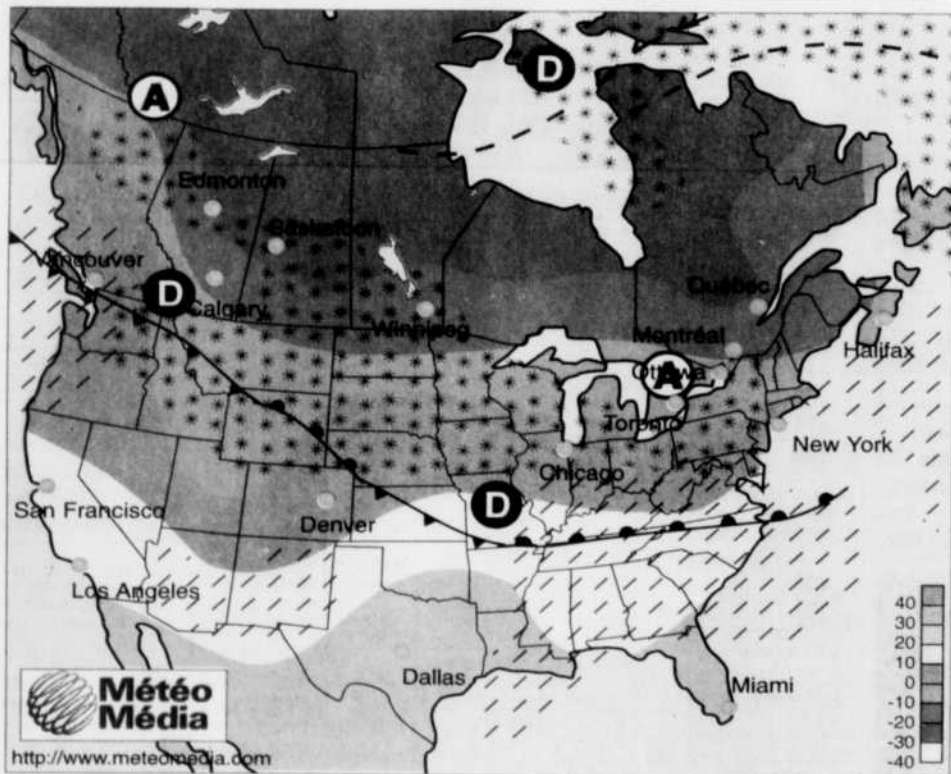 D
A
Edmonton
Saskatoon
Vancouver
D
Calgary
Winnipeg
Québec
Montréal
Ottawa
A
Halifax
Toronto
New York
Chicago
D
San Francisco
Denver
Los Angeles
Dallas
Miami
40
30
20
10
0
-10
-20
-30
-40
Météo
Média
http://www.meteomedia.com